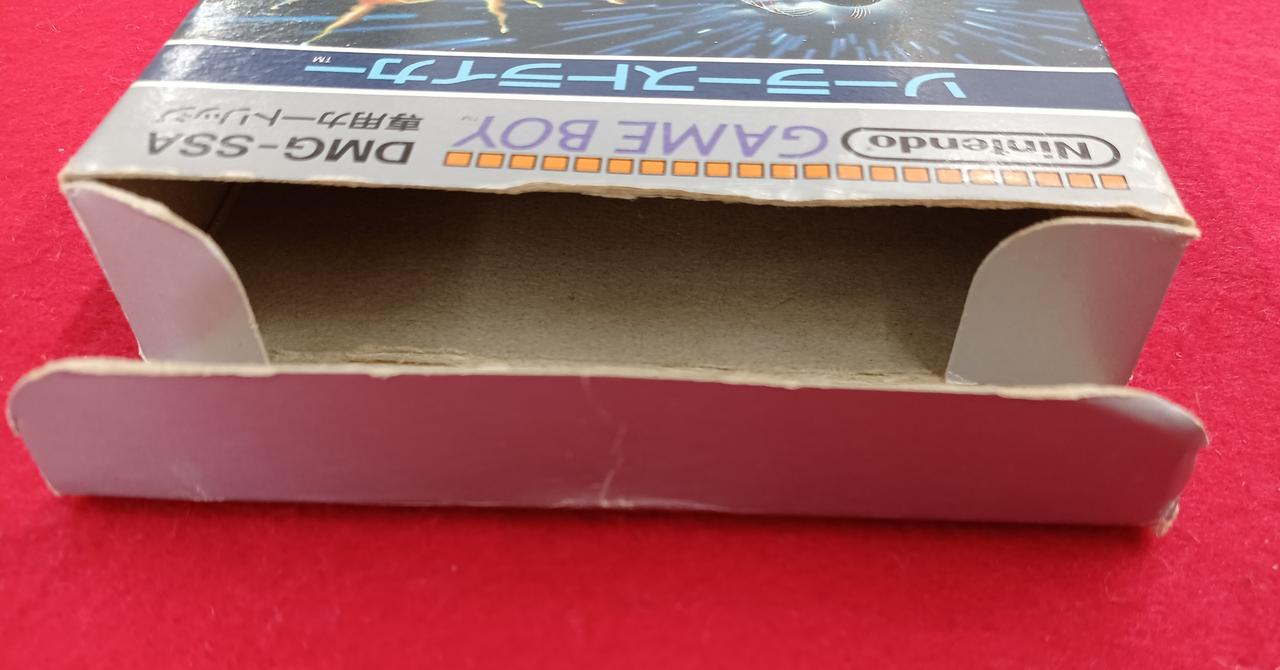 Nintendo GAME BOY™ DMG-SSA
専用カートリッジ
ソーラーストライカー™